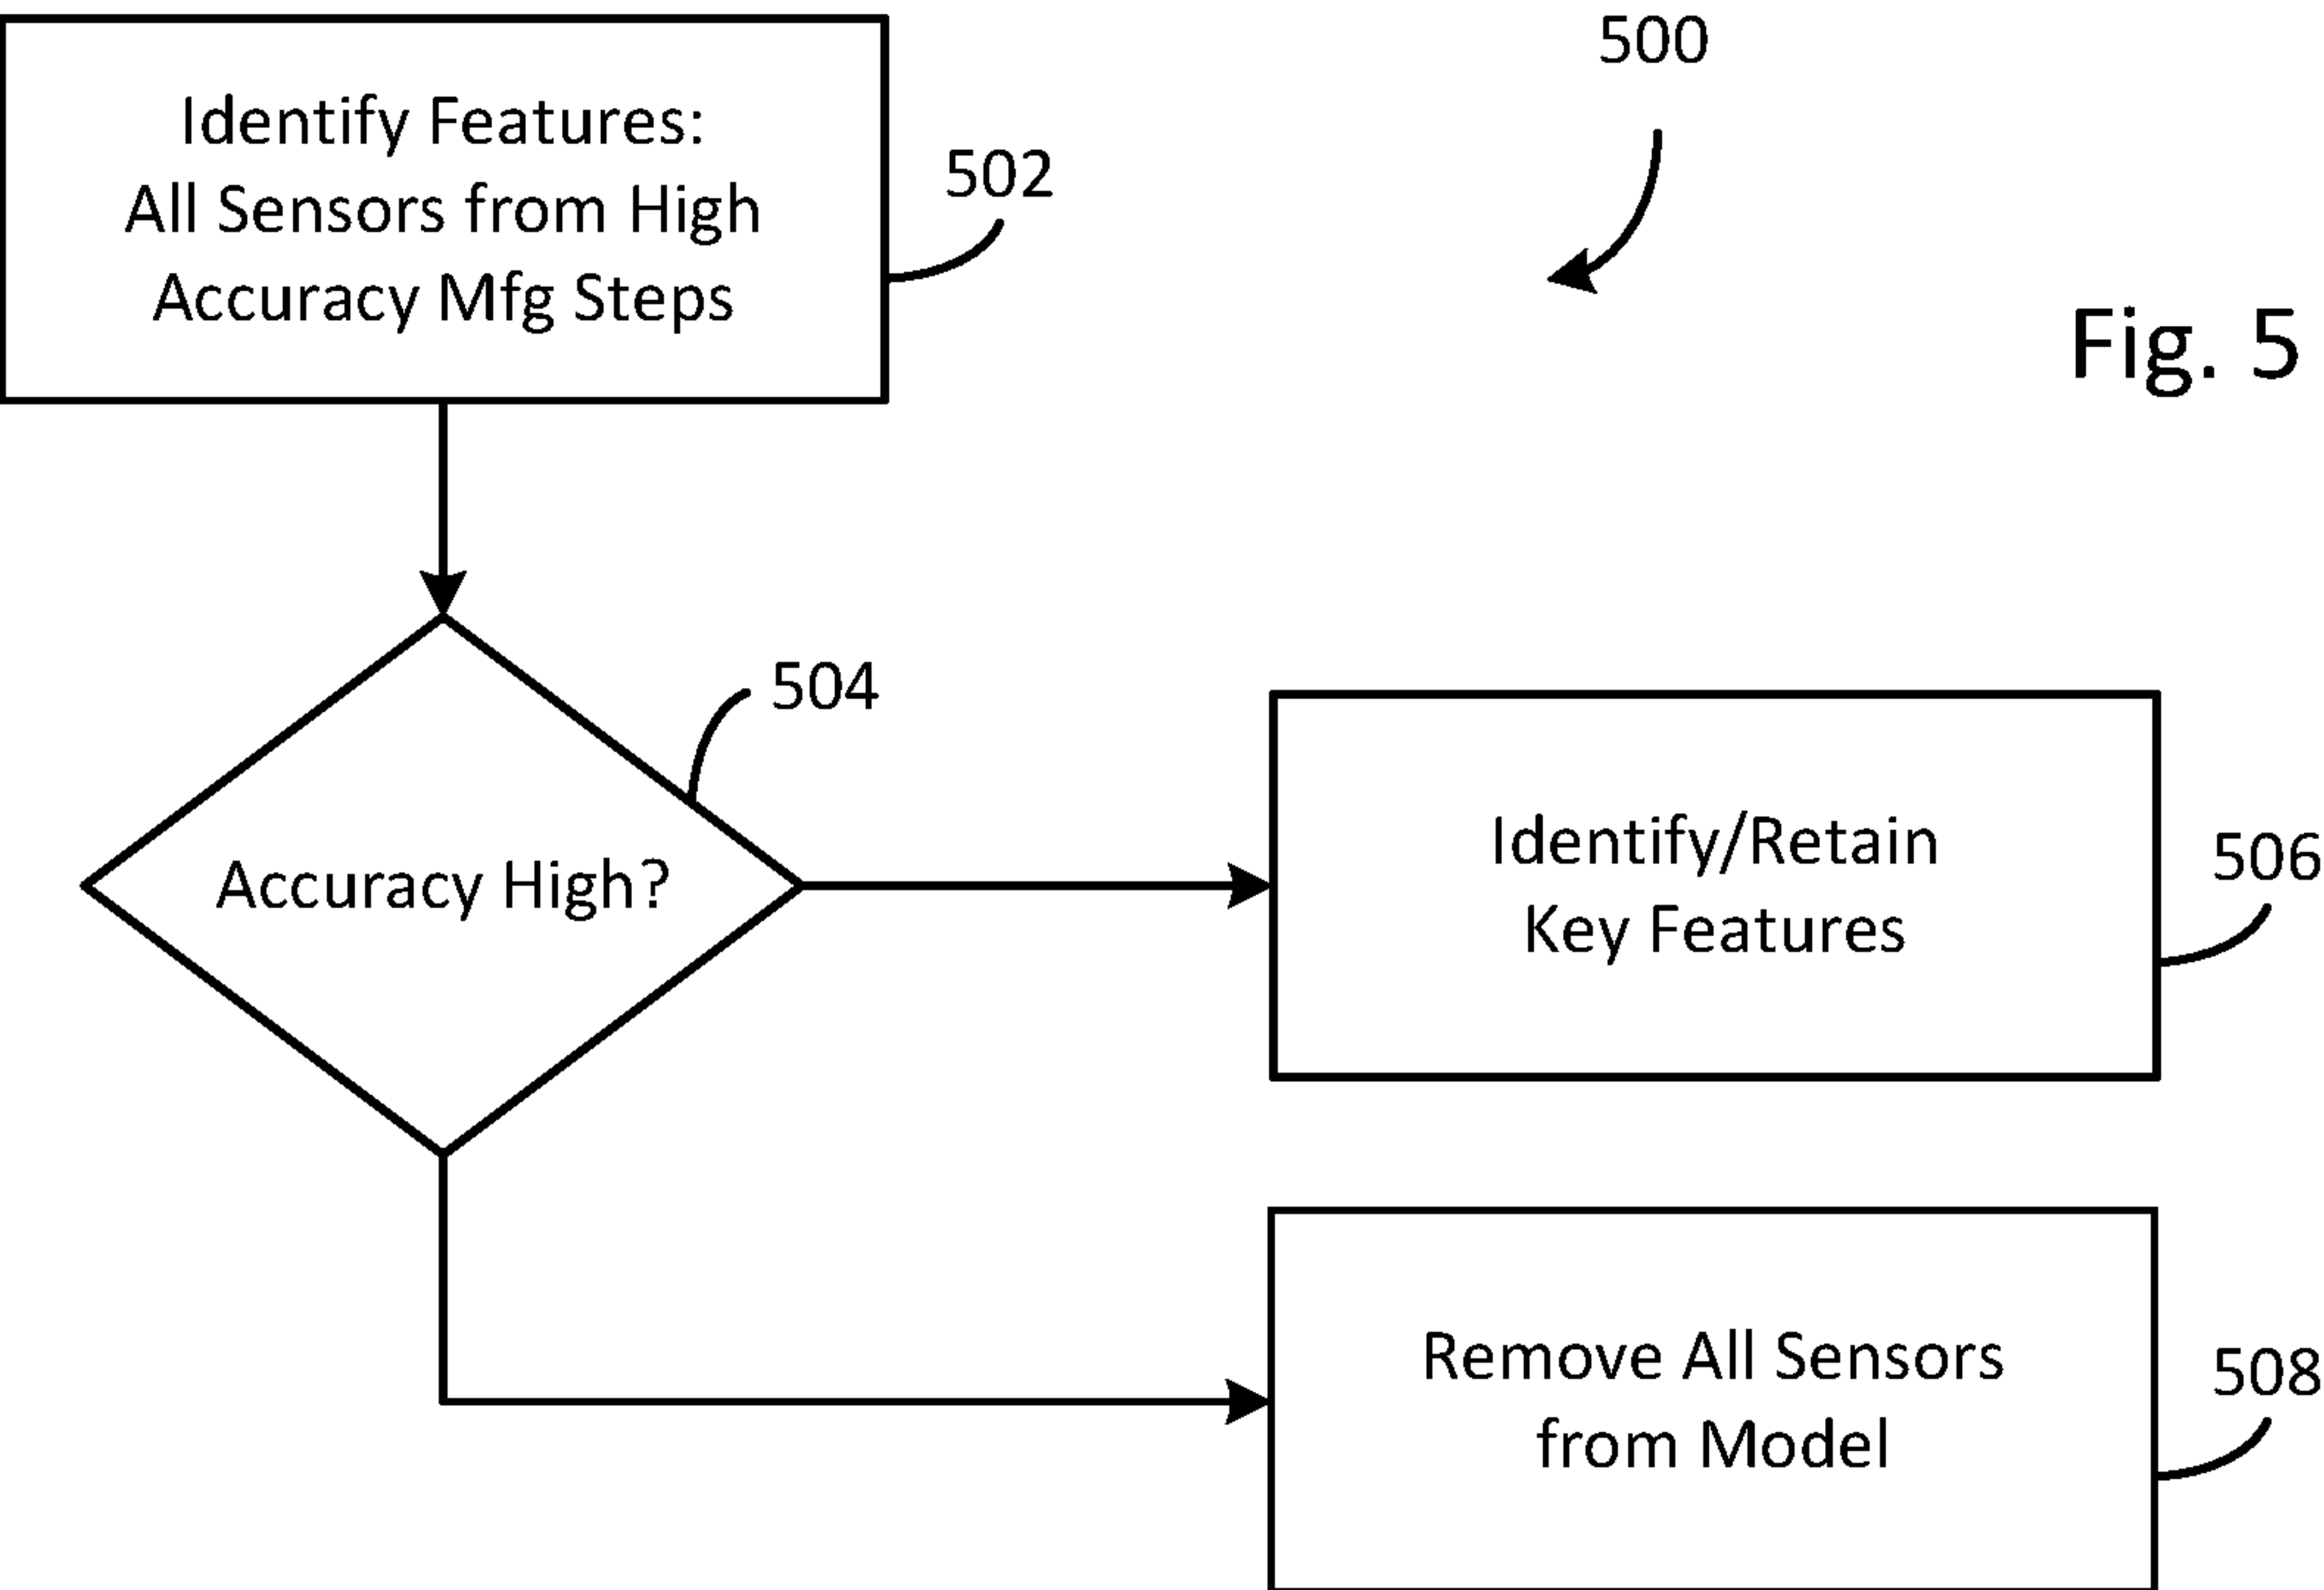 500
Identify Features:
All Sensors from High
Accuracy Mfg Steps
502
Fig. 5
504
Accuracy High?
Identify/Retain
Key Features
506
Remove All Sensors
from Model
508